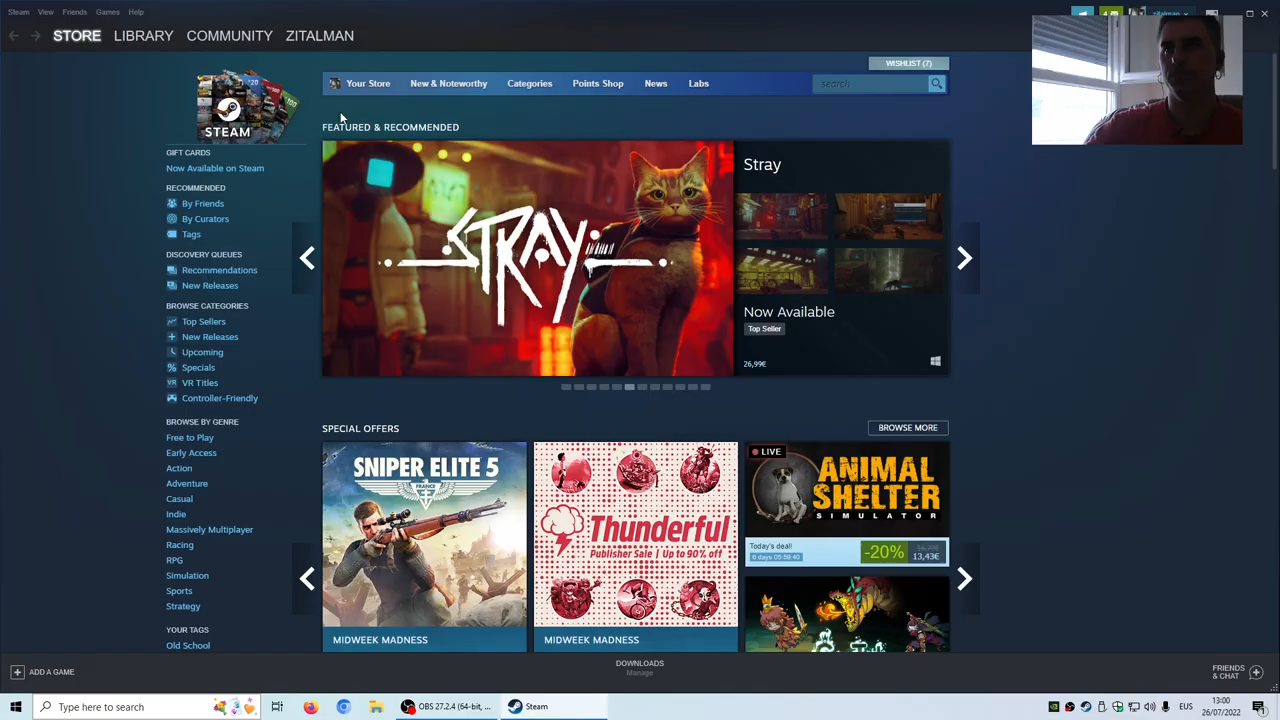 Steam View Friends Games Help
STORE LIBRARY COMMUNITY ZITALMAN
WISHLIST (7)
Your Store New & Noteworthy Categories Points Shop News Labs search
STEAM
GIFT CARDS
Now Available on Steam
RECOMMENDED
By Friends
By Curators
Tags
DISCOVERY QUEUES
Recommendations
New Releases
BROWSE CATEGORIES
Top Sellers
New Releases
Upcoming
Specials
VR VR Titles
Controller-Friendly
BROWSE BY GENRE
Free to Play
Early Access
Action
Adventure
Casual
Indie
Massively Multiplayer
Racing
RPG
Simulation
Sports
Strategy
YOUR TAGS
Old School
FEATURED & RECOMMENDED
STRAY
Stray
Now Available
Top Seller
26,99€
SPECIAL OFFERS
BROWSE MORE
SNIPER ELITE 5
FRANCE
MIDWEEK MADNESS
Thunderful
Publisher Sale | Up to 90% off
MIDWEEK MADNESS
LIVE
ANIMAL
SHELTER
SIMULATOR
Today's deal!
-20%
13,43€
ADD A GAME
DOWNLOADS
Manage
FRIENDS
& CHAT
Type here to search
OBS 27.2.4 (64-bit, ...
Steam
EUS
13:00
26/07/2022